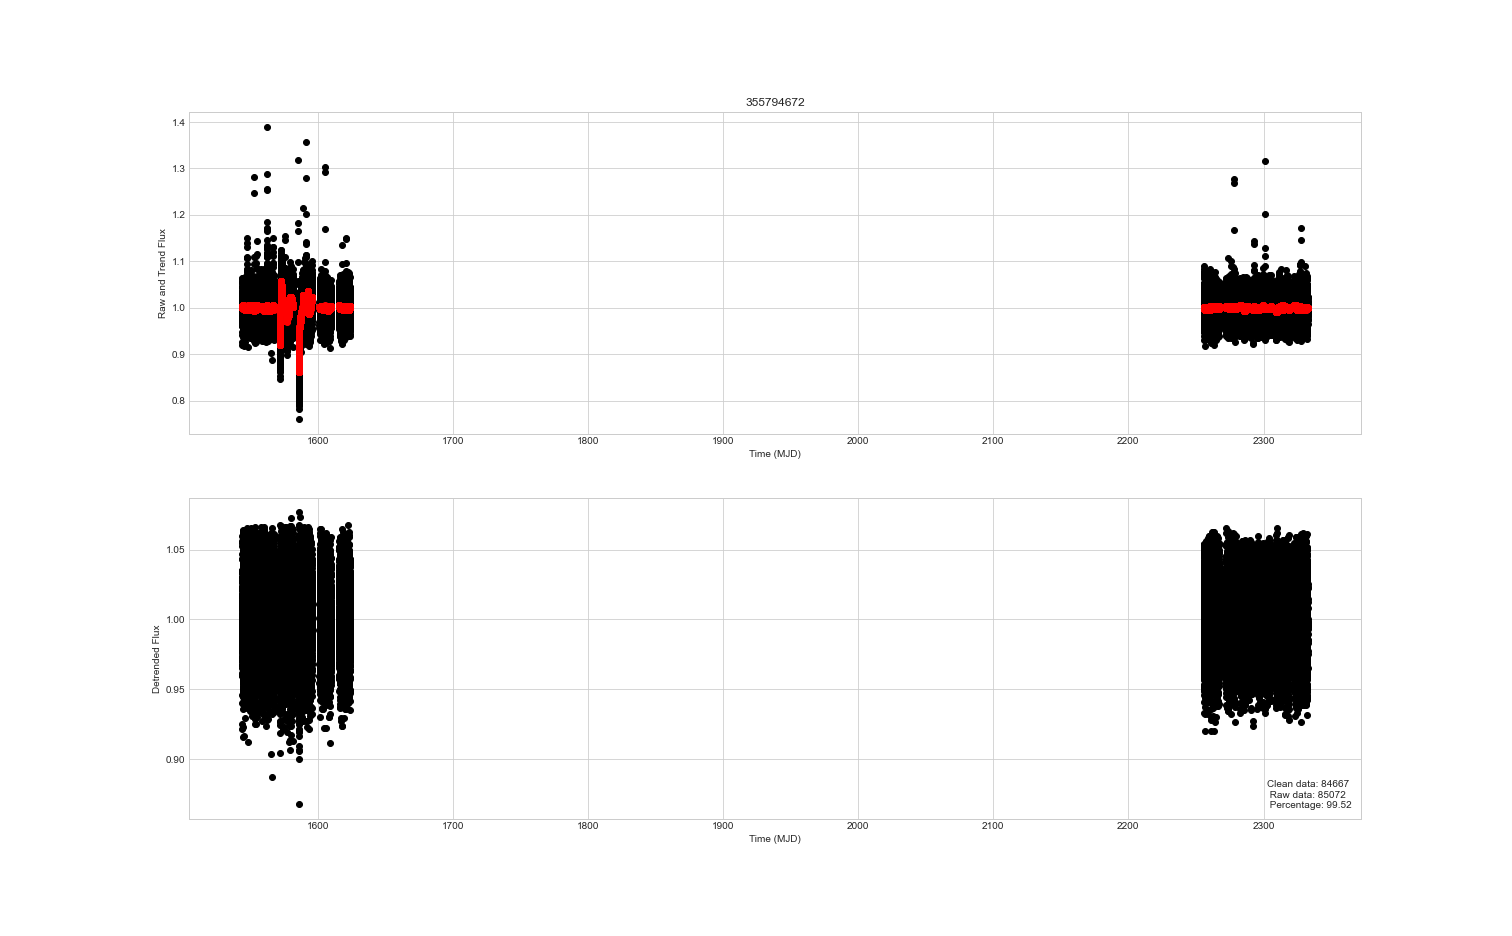 355794672
1.4
1.3
1.2
1.1
1.0
0.9
0.8
Raw and Trend Flux
1600 1700 1800 1900 2000 2100 2200 2300
Time (MJD)
1.05
1.00
0.95
0.90
Detrended Flux
Clean data: 84667
Raw data: 85072
Percentage: 99.52
1600 1700 1800 1900 2000 2100 2200 2300
Time (MJD)